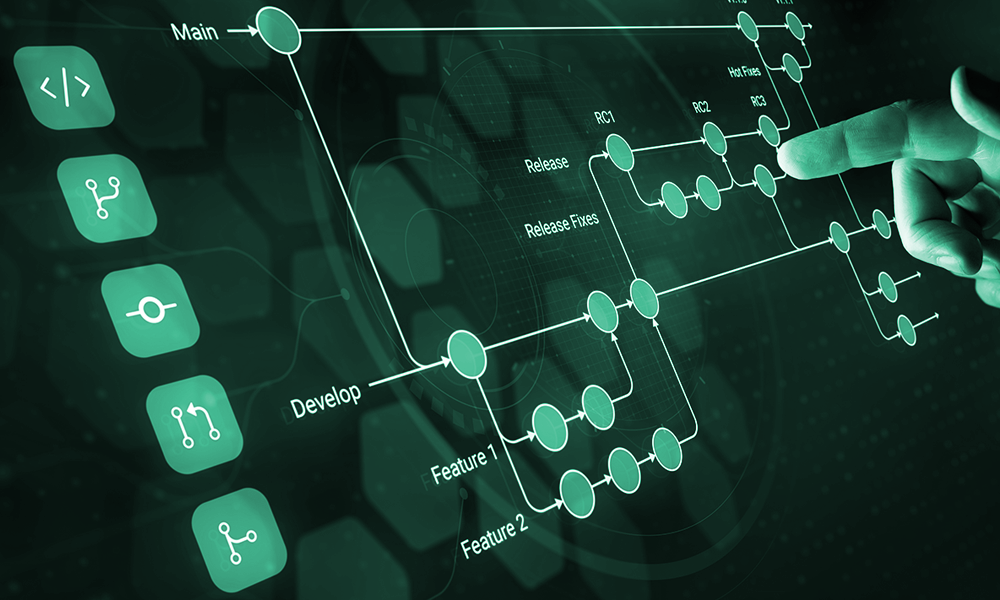 Main
Hot Fixes
RC1
RC2
RC3
Release
Release Fixes
Develop
Feature 1
Feature 2